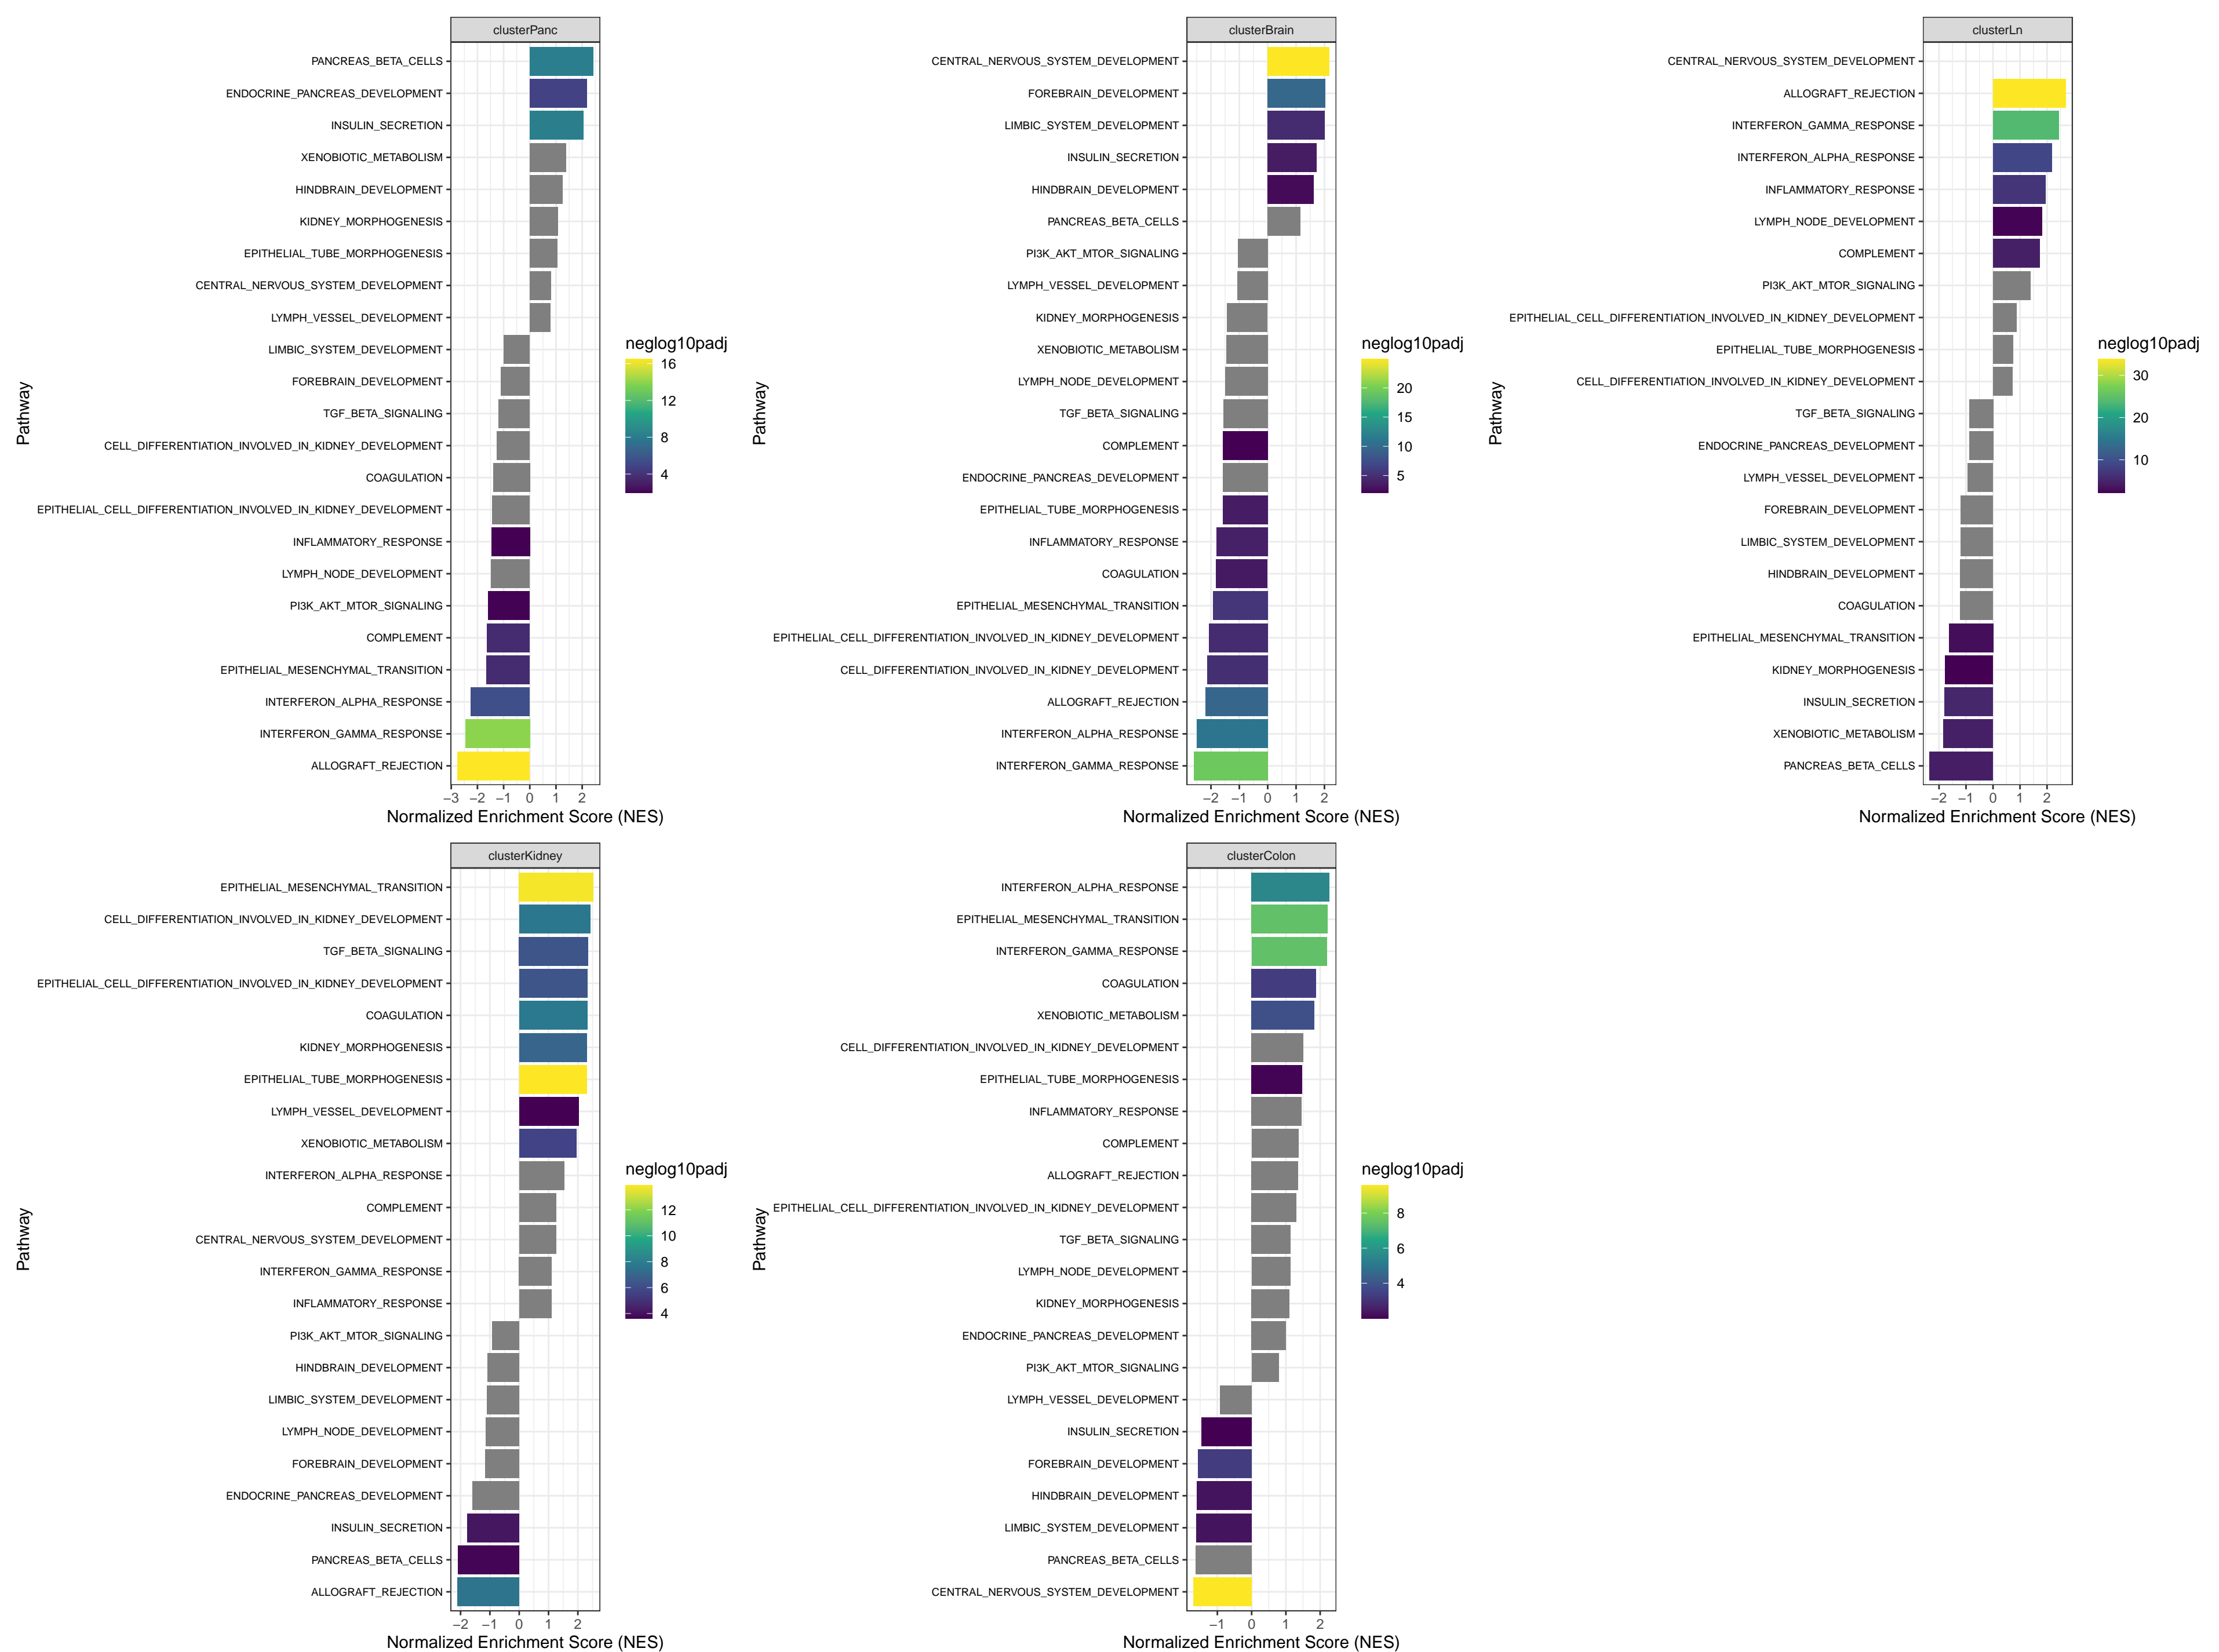 clusterPanc
PANCREAS_BETA_CELLS
ENDOCRINE_PANCREAS_DEVELOPMENT
INSULIN_SECRETION
XENOBIOTIC_METABOLISM
HINDBRAIN_DEVELOPMENT
KIDNEY_MORPHOGENESIS
EPITHELIAL_TUBE_MORPHOGENESIS
CENTRAL_NERVOUS_SYSTEM_DEVELOPMENT
LYMPH_VESSEL_DEVELOPMENT
LIMBIC_SYSTEM_DEVELOPMENT
FOREBRAIN_DEVELOPMENT
TGF_BETA_SIGNALING
CELL_DIFFERENTIATION_INVOLVED_IN_KIDNEY_DEVELOPMENT
COAGULATION
EPITHELIAL_CELL_DIFFERENTIATION_INVOLVED_IN_KIDNEY_DEVELOPMENT
INFLAMMATORY_RESPONSE
LYMPH_NODE_DEVELOPMENT
PI3K_AKT_MTOR_SIGNALING
COMPLEMENT
EPITHELIAL_MESENCHYMAL_TRANSITION
INTERFERON_ALPHA_RESPONSE
INTERFERON_GAMMA_RESPONSE
ALLOGRAFT_REJECTION
Pathway
−3 −2 −1 0 1 2
Normalized Enrichment Score (NES)
neglog10padj
16
12
8
4
clusterBrain
CENTRAL_NERVOUS_SYSTEM_DEVELOPMENT
FOREBRAIN_DEVELOPMENT
LIMBIC_SYSTEM_DEVELOPMENT
INSULIN_SECRETION
HINDBRAIN_DEVELOPMENT
PANCREAS_BETA_CELLS
PI3K_AKT_MTOR_SIGNALING
LYMPH_VESSEL_DEVELOPMENT
KIDNEY_MORPHOGENESIS
XENOBIOTIC_METABOLISM
LYMPH_NODE_DEVELOPMENT
TGF_BETA_SIGNALING
COMPLEMENT
ENDOCRINE_PANCREAS_DEVELOPMENT
EPITHELIAL_TUBE_MORPHOGENESIS
INFLAMMATORY_RESPONSE
COAGULATION
EPITHELIAL_MESENCHYMAL_TRANSITION
EPITHELIAL_CELL_DIFFERENTIATION_INVOLVED_IN_KIDNEY_DEVELOPMENT
CELL_DIFFERENTIATION_INVOLVED_IN_KIDNEY_DEVELOPMENT
ALLOGRAFT_REJECTION
INTERFERON_ALPHA_RESPONSE
INTERFERON_GAMMA_RESPONSE
Pathway
−2 −1 0 1 2
Normalized Enrichment Score (NES)
neglog10padj
20
15
10
5
clusterLn
CENTRAL_NERVOUS_SYSTEM_DEVELOPMENT
ALLOGRAFT_REJECTION
INTERFERON_GAMMA_RESPONSE
INTERFERON_ALPHA_RESPONSE
INFLAMMATORY_RESPONSE
LYMPH_NODE_DEVELOPMENT
COMPLEMENT
PI3K_AKT_MTOR_SIGNALING
EPITHELIAL_CELL_DIFFERENTIATION_INVOLVED_IN_KIDNEY_DEVELOPMENT
EPITHELIAL_TUBE_MORPHOGENESIS
CELL_DIFFERENTIATION_INVOLVED_IN_KIDNEY_DEVELOPMENT
TGF_BETA_SIGNALING
ENDOCRINE_PANCREAS_DEVELOPMENT
LYMPH_VESSEL_DEVELOPMENT
FOREBRAIN_DEVELOPMENT
LIMBIC_SYSTEM_DEVELOPMENT
HINDBRAIN_DEVELOPMENT
COAGULATION
EPITHELIAL_MESENCHYMAL_TRANSITION
KIDNEY_MORPHOGENESIS
INSULIN_SECRETION
XENOBIOTIC_METABOLISM
PANCREAS_BETA_CELLS
Pathway
−2 −1 0 1 2
Normalized Enrichment Score (NES)
neglog10padj
30
20
10
clusterKidney
EPITHELIAL_MESENCHYMAL_TRANSITION
CELL_DIFFERENTIATION_INVOLVED_IN_KIDNEY_DEVELOPMENT
TGF_BETA_SIGNALING
EPITHELIAL_CELL_DIFFERENTIATION_INVOLVED_IN_KIDNEY_DEVELOPMENT
COAGULATION
KIDNEY_MORPHOGENESIS
EPITHELIAL_TUBE_MORPHOGENESIS
LYMPH_VESSEL_DEVELOPMENT
XENOBIOTIC_METABOLISM
INTERFERON_ALPHA_RESPONSE
COMPLEMENT
CENTRAL_NERVOUS_SYSTEM_DEVELOPMENT
INTERFERON_GAMMA_RESPONSE
INFLAMMATORY_RESPONSE
PI3K_AKT_MTOR_SIGNALING
HINDBRAIN_DEVELOPMENT
LIMBIC_SYSTEM_DEVELOPMENT
LYMPH_NODE_DEVELOPMENT
FOREBRAIN_DEVELOPMENT
ENDOCRINE_PANCREAS_DEVELOPMENT
INSULIN_SECRETION
PANCREAS_BETA_CELLS
ALLOGRAFT_REJECTION
Pathway
−2 −1 0 1 2
Normalized Enrichment Score (NES)
neglog10padj
12
10
8
6
4
clusterColon
INTERFERON_ALPHA_RESPONSE
EPITHELIAL_MESENCHYMAL_TRANSITION
INTERFERON_GAMMA_RESPONSE
COAGULATION
XENOBIOTIC_METABOLISM
CELL_DIFFERENTIATION_INVOLVED_IN_KIDNEY_DEVELOPMENT
EPITHELIAL_TUBE_MORPHOGENESIS
INFLAMMATORY_RESPONSE
COMPLEMENT
ALLOGRAFT_REJECTION
EPITHELIAL_CELL_DIFFERENTIATION_INVOLVED_IN_KIDNEY_DEVELOPMENT
TGF_BETA_SIGNALING
LYMPH_NODE_DEVELOPMENT
KIDNEY_MORPHOGENESIS
ENDOCRINE_PANCREAS_DEVELOPMENT
PI3K_AKT_MTOR_SIGNALING
LYMPH_VESSEL_DEVELOPMENT
INSULIN_SECRETION
FOREBRAIN_DEVELOPMENT
HINDBRAIN_DEVELOPMENT
LIMBIC_SYSTEM_DEVELOPMENT
PANCREAS_BETA_CELLS
CENTRAL_NERVOUS_SYSTEM_DEVELOPMENT
Pathway
−1 0 1 2
Normalized Enrichment Score (NES)
neglog10padj
8
6
4